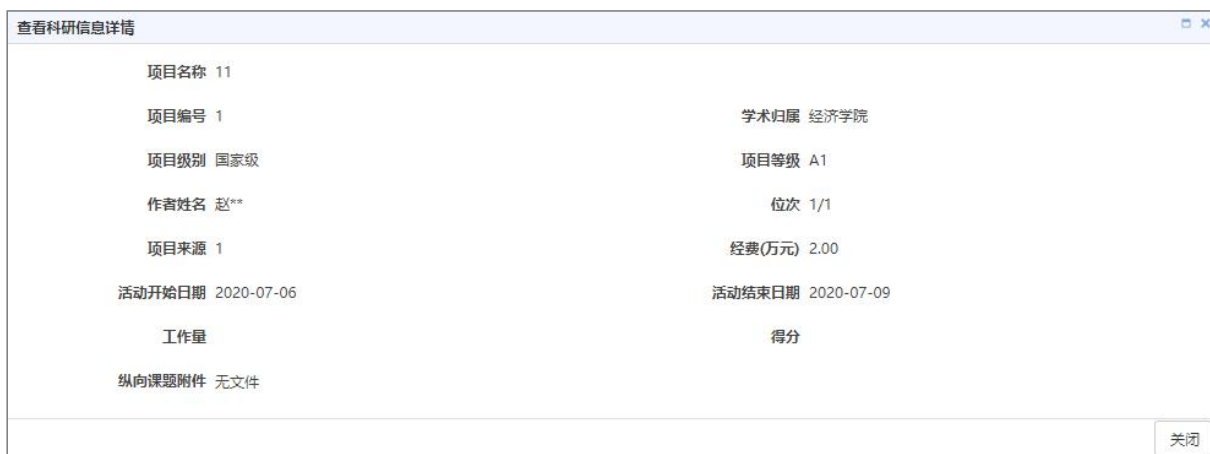 查看科研信息详情
项目名称 11
项目编号 1 学术归属 经济学院
项目级别 国家级 项目等级 A1
作者姓名 赵** 位次 1/1
项目来源 1 经费(万元) 2.00
活动开始日期 2020-07-06 活动结束日期 2020-07-09
工作量 得分
纵向课题附件 无文件
关闭